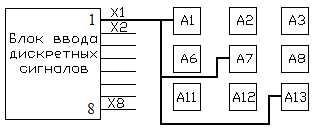 1 X1 A1 A2 A3
X2
Блок ввода
дискретных
сигналов
A6 A7 A8
8 X8 A11 A12 A13